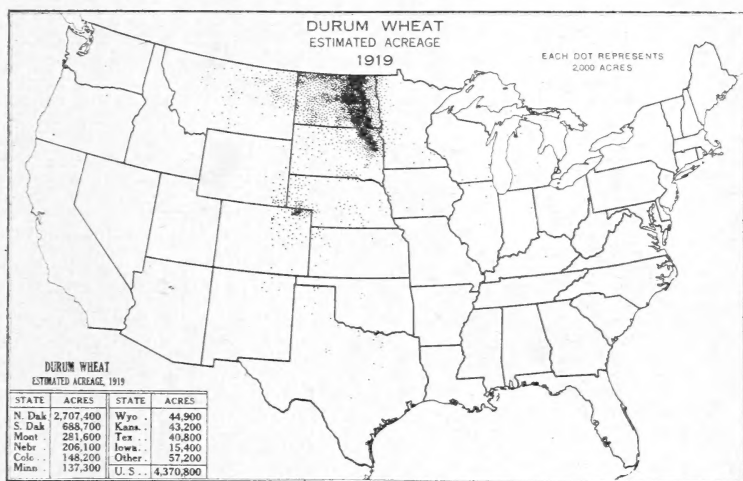 DURUM WHEAT
ESTIMATED ACREAGE
1919
EACH DOT REPRESENTS
2,000 ACRES
DURUM WHEAT
ESTIMATED ACREAGE, 1919
STATE ACRES STATE ACRES
N. Dak 2,707,400 Wyo . 44,900
S. Dak 688,700 Kans. . 43,200
Mont . 281,600 Tex . . 40,800
Nebr . 206,100 Iowa. . 15,400
Colo . . 148,200 Other . 57,200
Minn . 137,300 U. S . . 4,370,800